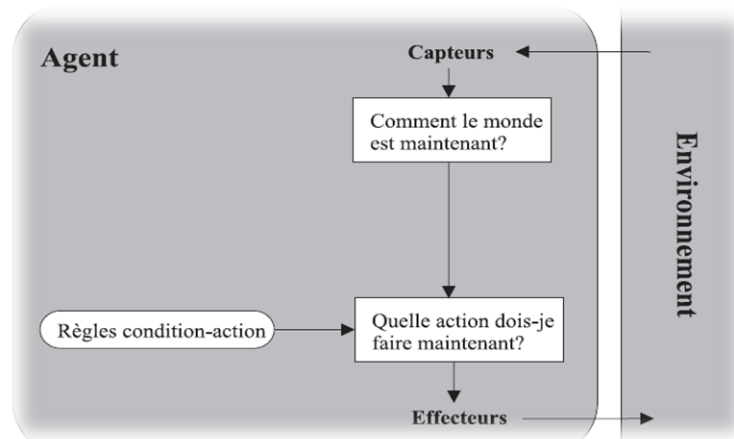 Agent
Capteurs
Comment le monde
est maintenant?
Environnement
Règles condition-action
Quelle action dois-je
faire maintenant?
Effecteurs